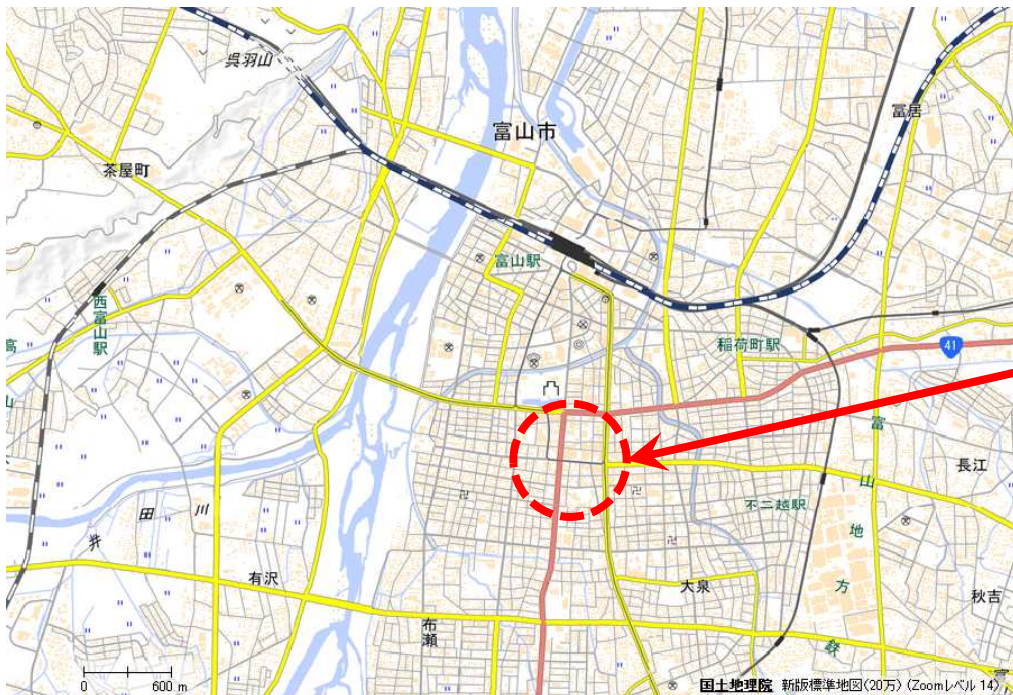 呉羽山
富山市
冨居
茶屋町
富山駅
西富山駅
稲荷町駅
41
高
山
富
山
地
方
鉄
長江
不二越駅
井
田
川
有沢
大泉
秋吉
布瀬
0 600 m
国土地理院 新版標準地図(20万) (Zoomレベル 14)